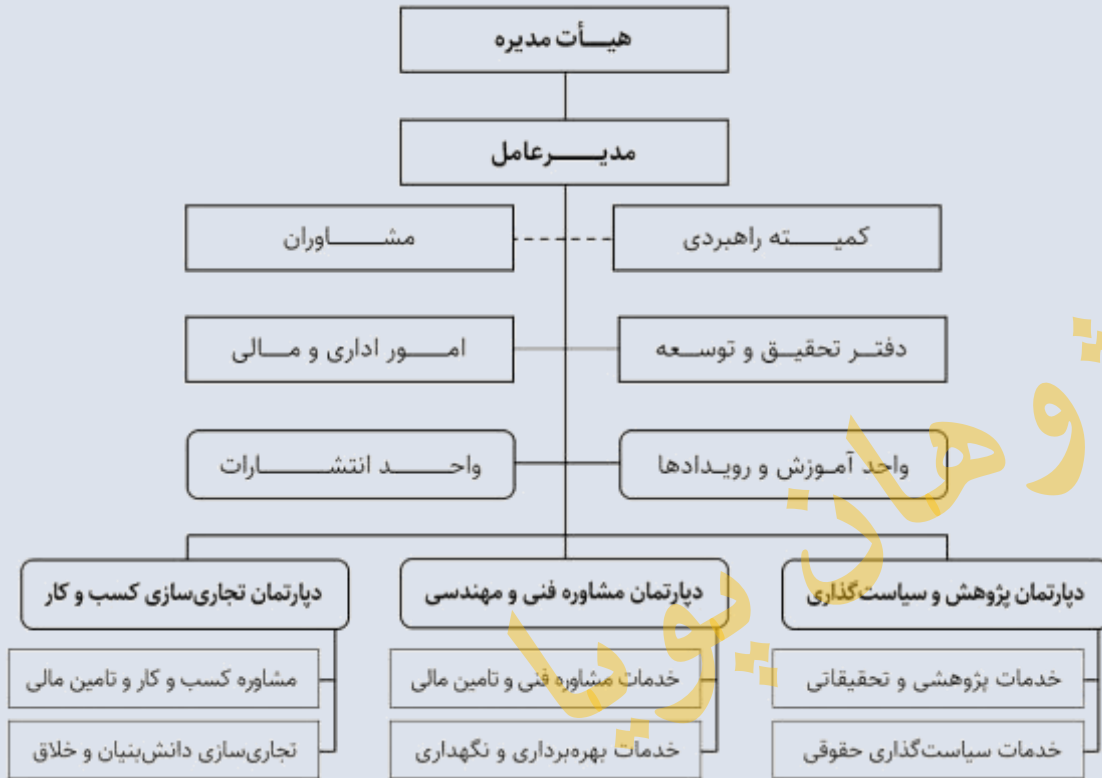 هیأت مدیره
مدیرعامل
کمیته راهبردی
مشاوران
دفتر تحقیق و توسعه
امور اداری و مالی
واحد آموزش و رویدادها
واحد انتشارات
دپارتمان پژوهش و سیاست‌گذاری
دپارتمان مشاوره فنی و مهندسی
دپارتمان تجاری‌سازی کسب و کار
خدمات پژوهشی و تحقیقاتی
خدمات مشاوره فنی و تامین مالی
مشاوره کسب و کار و تامین مالی
خدمات سیاست‌گذاری حقوقی
خدمات بهره‌برداری و نگهداری
تجاری‌سازی دانش‌بنیان و خلاق
وهان پویا